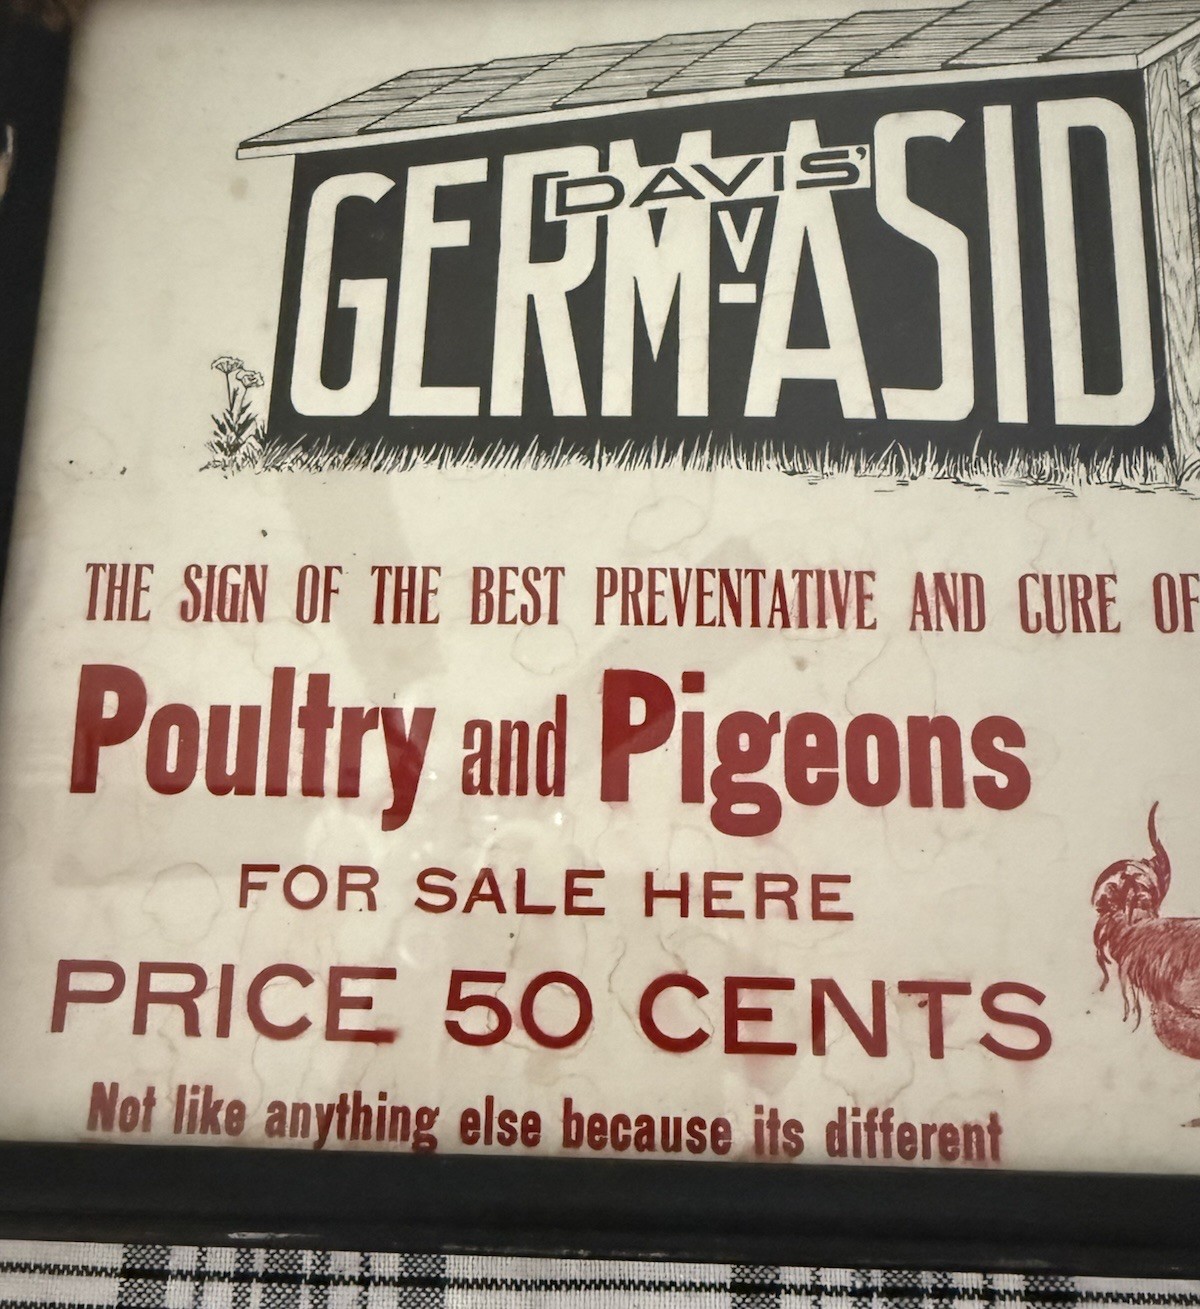 DAVIS'
GERM-A-SID
THE SIGN OF THE BEST PREVENTATIVE AND CURE OF
Poultry and Pigeons
FOR SALE HERE
PRICE 50 CENTS
Not like anything else because its different